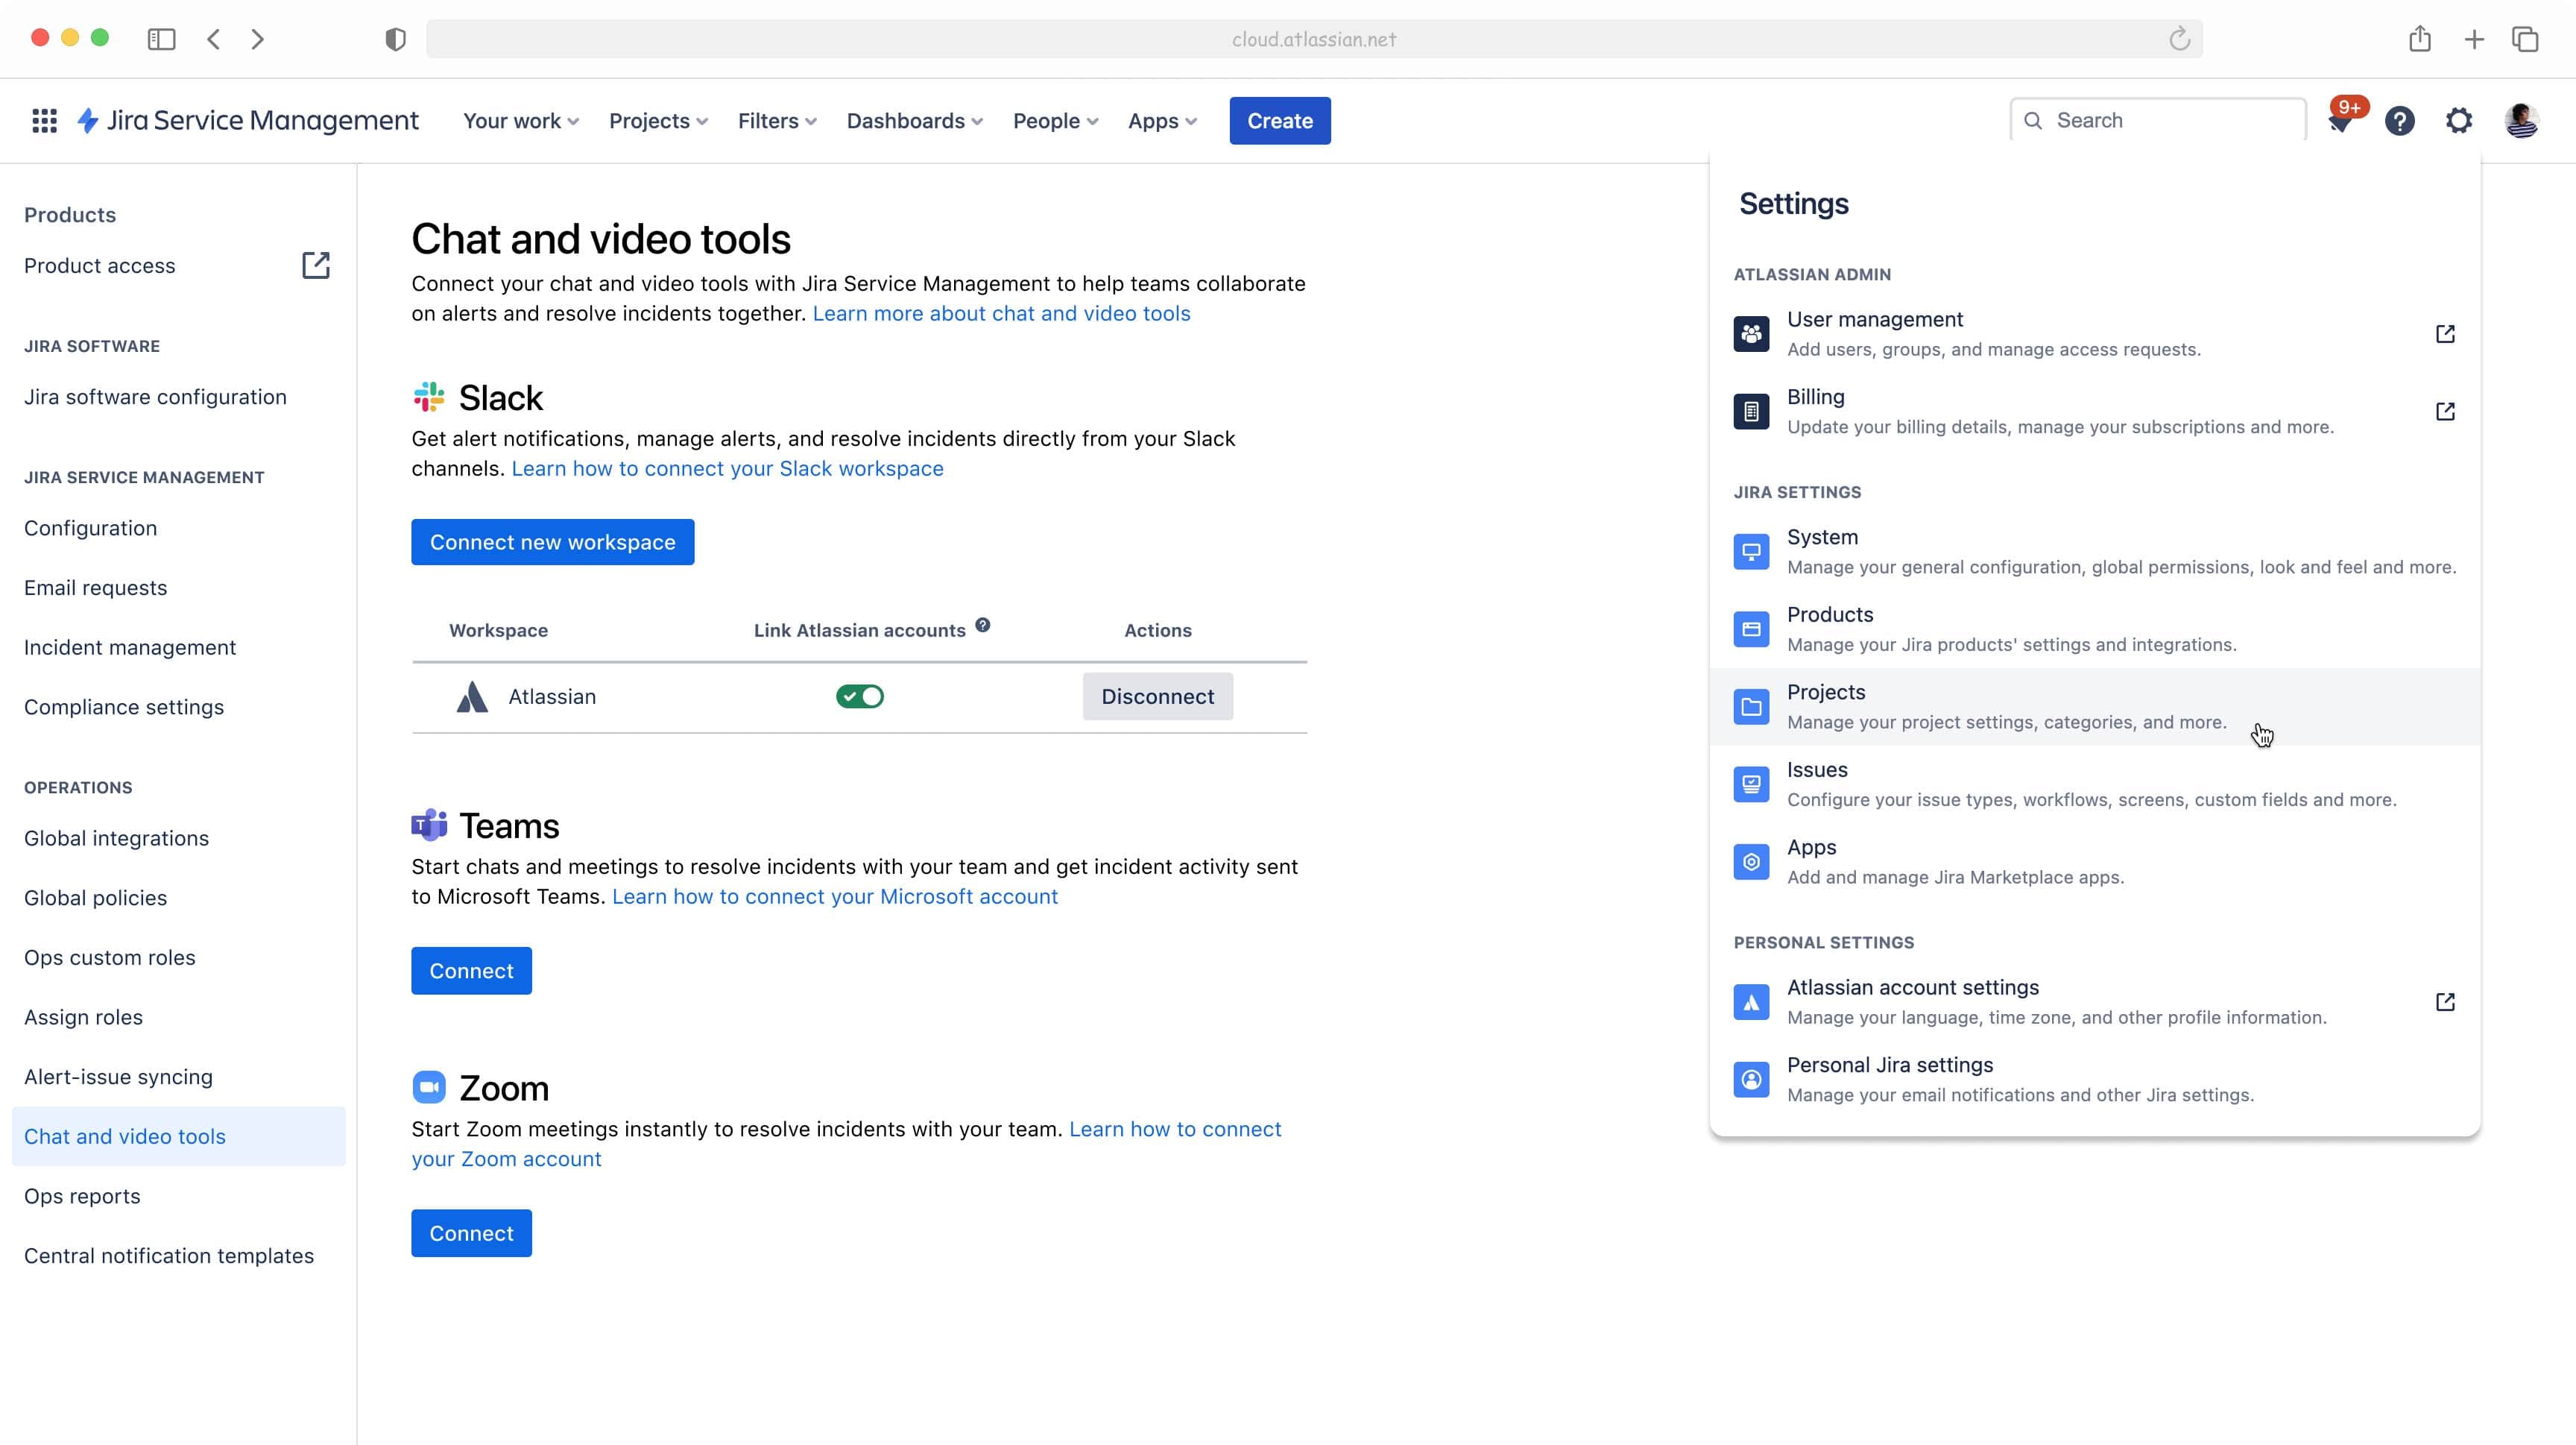 cloud.atlassian.net
Jira Service Management
Your work
Projects
Filters
Dashboards
People
Apps
Create
Search
9+
Products
Product access
JIRA SOFTWARE
Jira software configuration
JIRA SERVICE MANAGEMENT
Configuration
Email requests
Incident management
Compliance settings
OPERATIONS
Global integrations
Global policies
Ops custom roles
Assign roles
Alert-issue syncing
Chat and video tools
Ops reports
Central notification templates
Chat and video tools
Connect your chat and video tools with Jira Service Management to help teams collaborate
on alerts and resolve incidents together. Learn more about chat and video tools
Slack
Get alert notifications, manage alerts, and resolve incidents directly from your Slack
channels. Learn how to connect your Slack workspace
Connect new workspace
Workspace
Link Atlassian accounts
Actions
Atlassian
Disconnect
Teams
Start chats and meetings to resolve incidents with your team and get incident activity sent
to Microsoft Teams. Learn how to connect your Microsoft account
Connect
Zoom
Start Zoom meetings instantly to resolve incidents with your team. Learn how to connect
your Zoom account
Connect
Settings
ATLASSIAN ADMIN
User management
Add users, groups, and manage access requests.
Billing
Update your billing details, manage your subscriptions and more.
JIRA SETTINGS
System
Manage your general configuration, global permissions, look and feel and more.
Products
Manage your Jira products' settings and integrations.
Projects
Manage your project settings, categories, and more.
Issues
Configure your issue types, workflows, screens, custom fields and more.
Apps
Add and manage Jira Marketplace apps.
PERSONAL SETTINGS
Atlassian account settings
Manage your language, time zone, and other profile information.
Personal Jira settings
Manage your email notifications and other Jira settings.